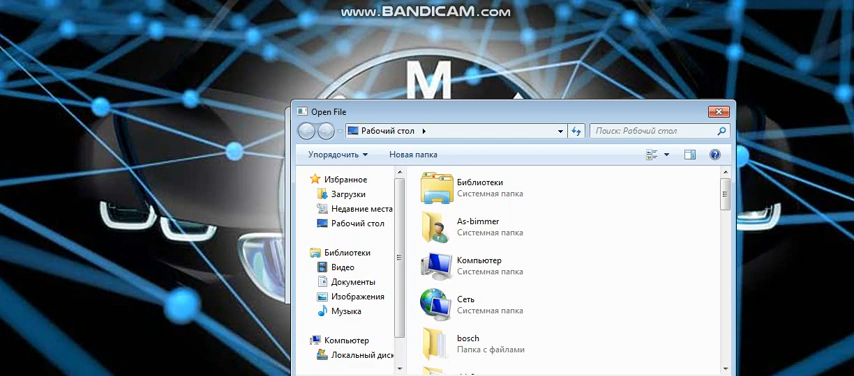 www.BANDICAM.com
M
Open File
Рабочий стол
Поиск: Рабочий стол
Упорядочить
Новая папка
Избранное
Загрузки
Недавние места
Рабочий стол
Библиотеки
Видео
Документы
Изображения
Музыка
Компьютер
Локальный диск
Библиотеки
Системная папка
As-bimmer
Системная папка
Компьютер
Системная папка
Сеть
Системная папка
bosch
Папка с файлами